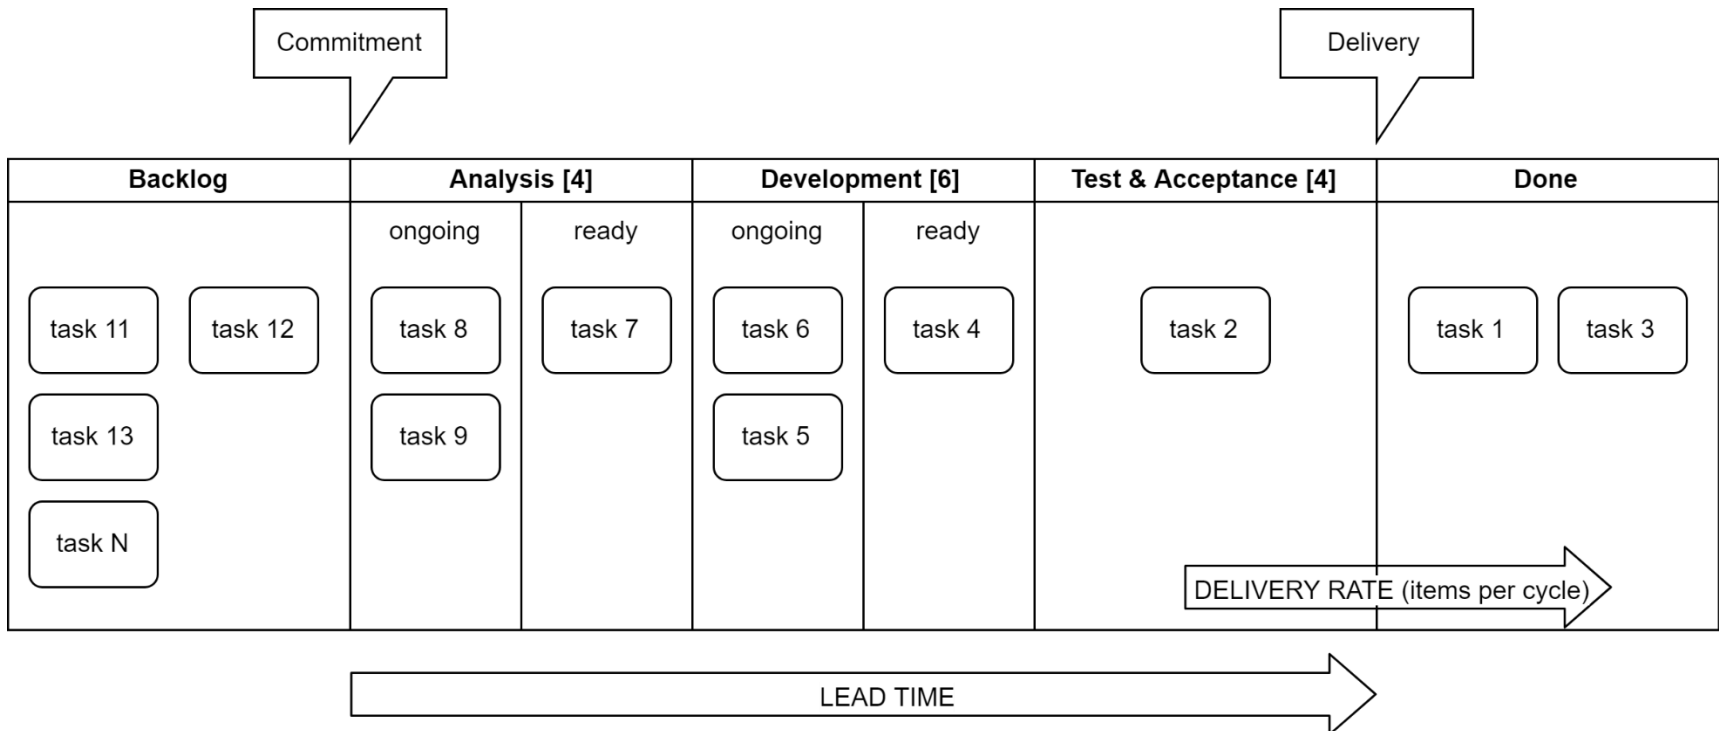 Commitment
Delivery
Backlog
Analysis [4]
Development [6]
Test & Acceptance [4]
Done
ongoing
ready
ongoing
ready
task 11
task 12
task 8
task 7
task 6
task 4
task 2
task 1
task 3
task 13
task 9
task 5
task N
DELIVERY RATE (items per cycle)
LEAD TIME